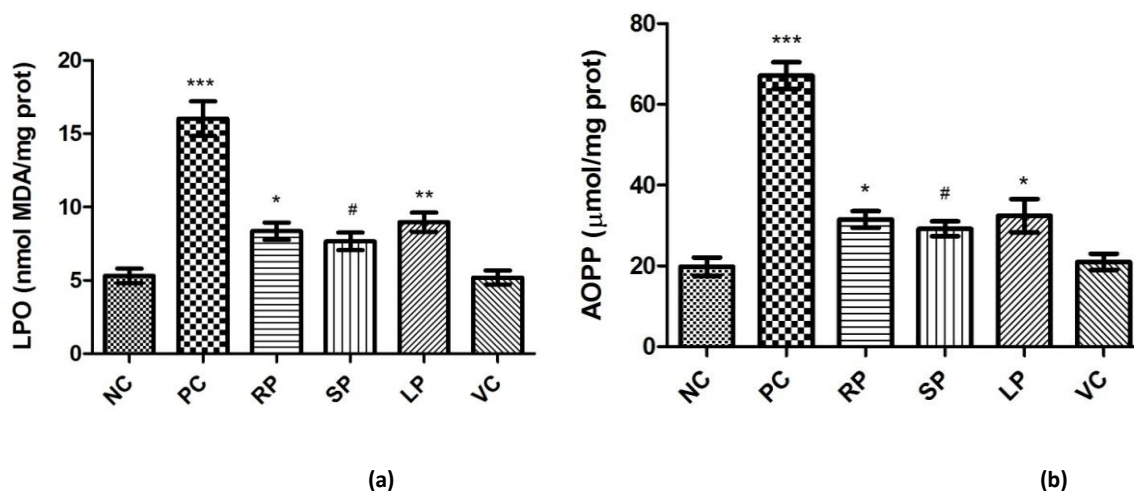 20
15
10
5
0
LPO (nmol MDA/mg prot)
***
*
#
**
NC
PC
RP
SP
LP
VC
(a)
80
60
40
20
0
AOPP (μmol/mg prot)
***
*
#
*
NC
PC
RP
SP
LP
VC
(b)